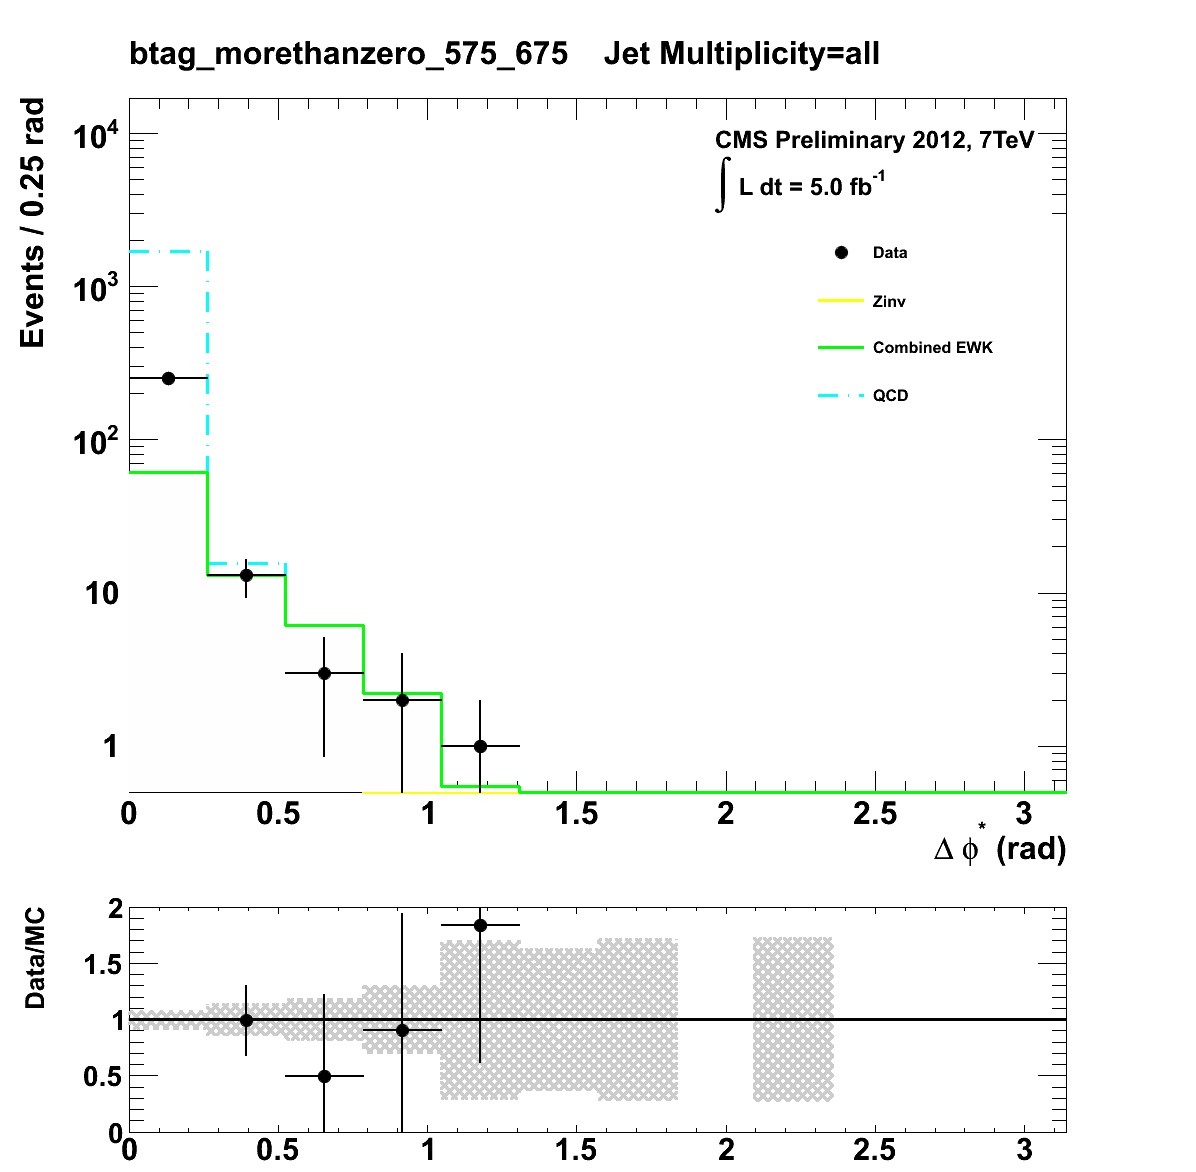 btag_morethanzero_575_675 Jet Multiplicity=all
Events / 0.25 rad
10⁴
10³
10²
10
1
CMS Preliminary 2012, 7TeV
∫ L dt = 5.0 fb⁻¹
Data
Zinv
Combined EWK
QCD
0 0.5 1 1.5 2 2.5 3
Δ ϕ* (rad)
Data/MC
2
1.5
1
0.5
0
0 0.5 1 1.5 2 2.5 3